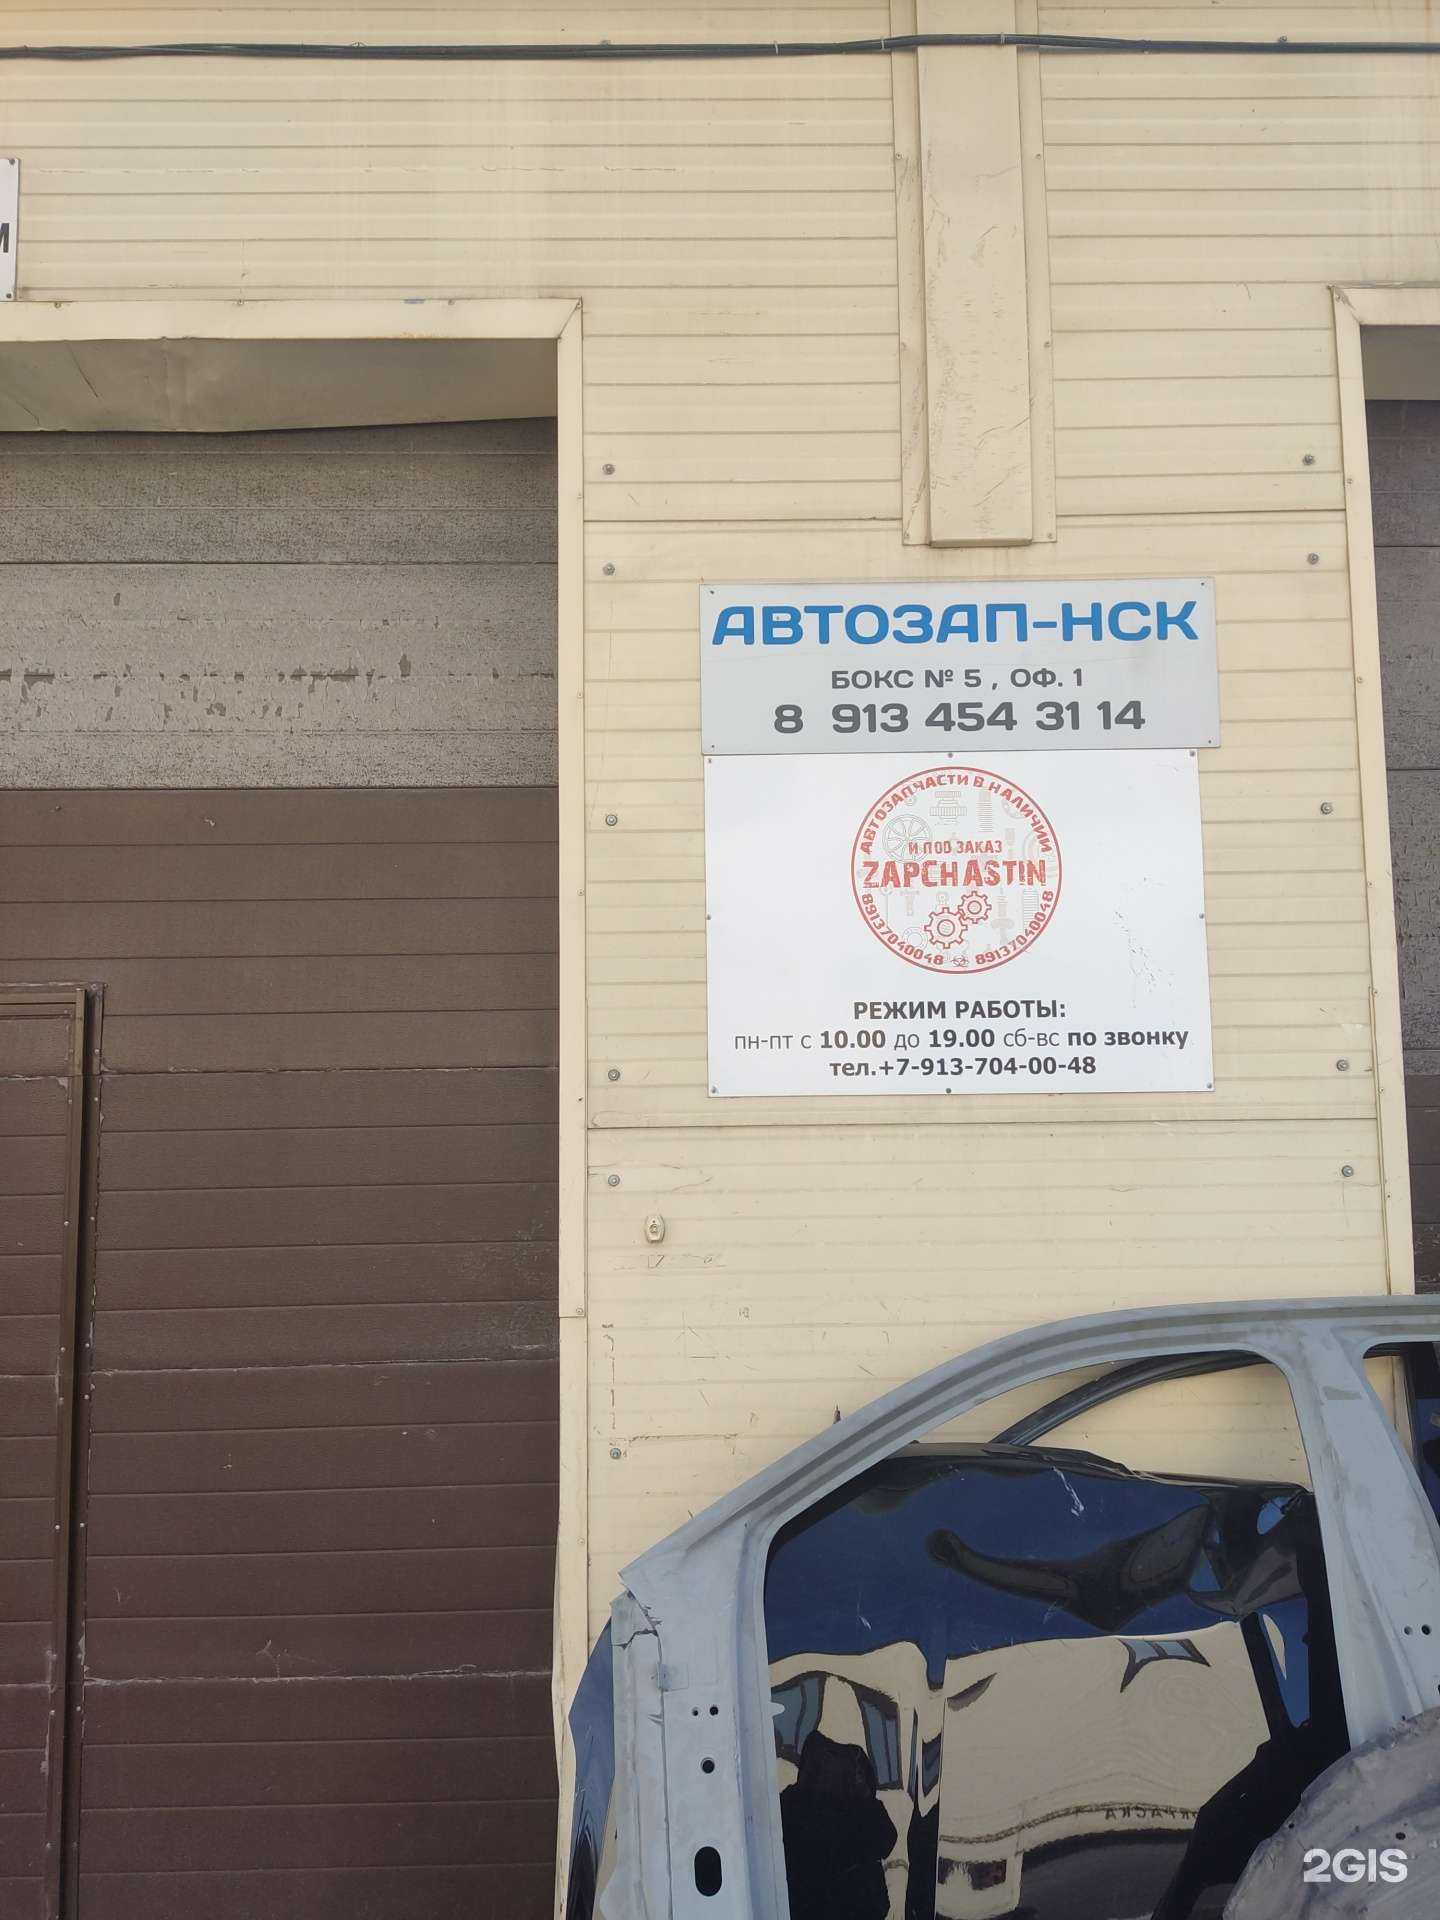 М
АВТОЗАП-НСК
БОКС № 5 , ОФ. 1
8 913 454 31 14
АВТОЗАПЧАСТИ В НАЛИЧИИ
И ПОД ЗАКАЗ
ZAPCHASTIN
89137040048
89137040048
РЕЖИМ РАБОТЫ:
пн-пт с 10.00 до 19.00 сб-вс по звонку
тел.+7-913-704-00-48
2GIS